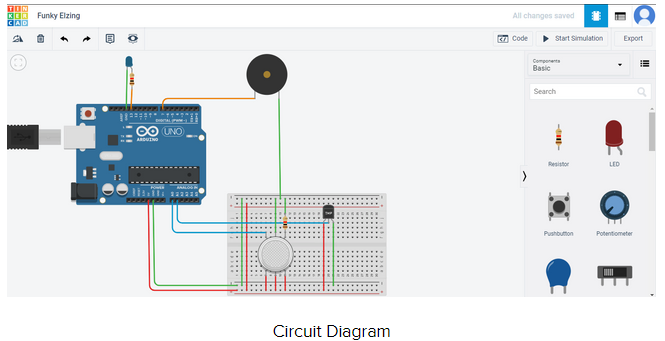 TIN
KER
CAD
Funky Elzing
All changes saved
Code
Start Simulation
Export
Components
Basic
Search
Resistor
LED
Pushbutton
Potentiometer
DIGITAL (PWM~)
UNO
ARDUINO
POWER
ANALOG IN
TMP
Circuit Diagram